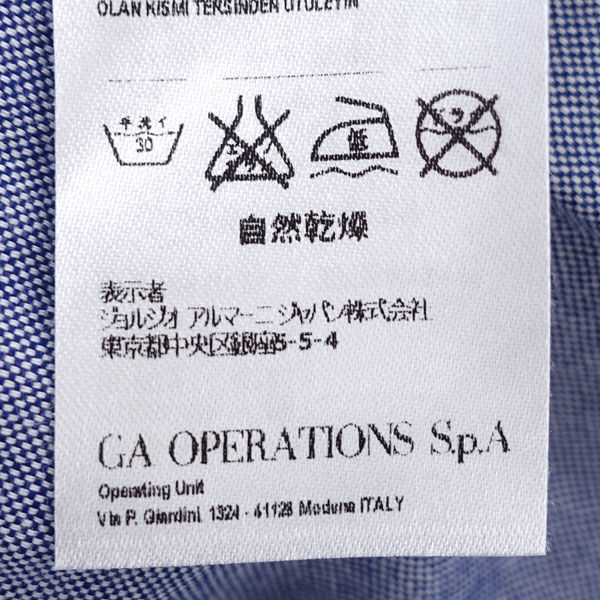 OLAN KISMI TERSİNDEN ÜTÜLEYİN
手洗イ
30
エンソ
低
ドライ
自然乾燥
表示者
ジョルジオ アルマーニ ジャパン株式会社
東京都中央区銀座5-5-4
GA OPERATIONS S.p.A
Operating Unit
Via P. Giardini, 1324 - 41126 Modena ITALY